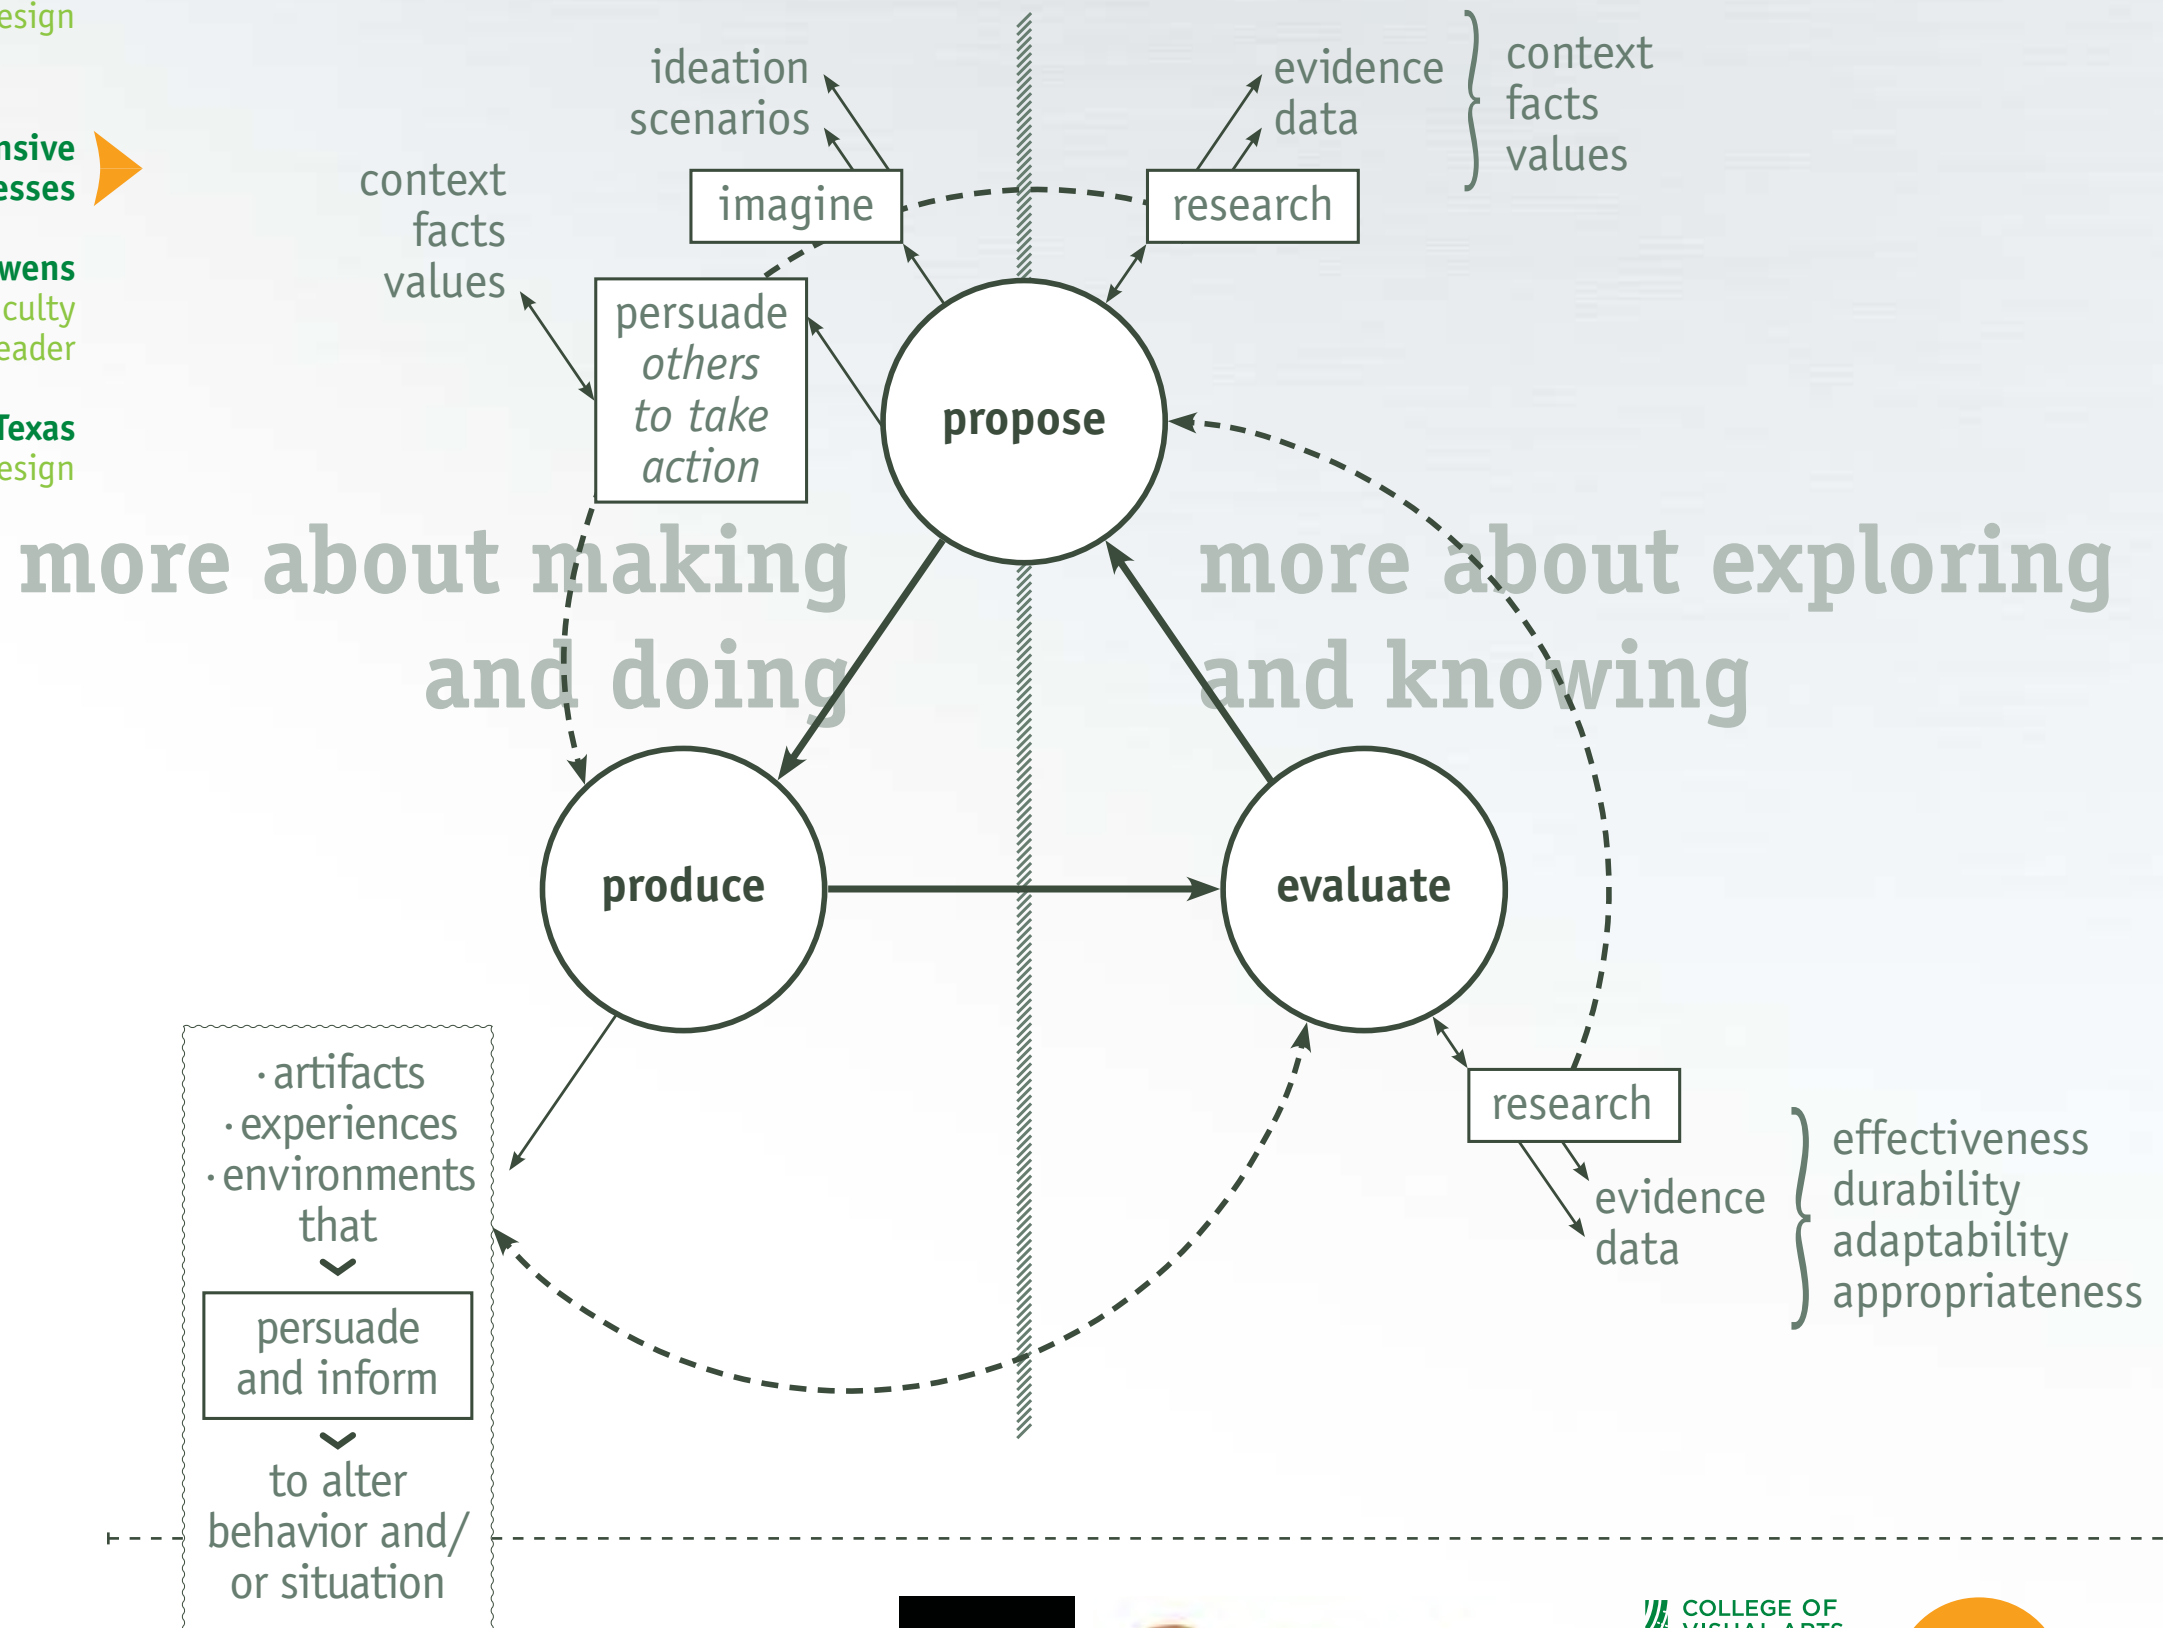 esign
nsive
esses
wens
culty
eader
Texas
esign
ideation
scenarios
evidence
data
context
facts
values
context
facts
values
imagine
research
persuade
others
to take
action
propose
more about making
and doing
more about exploring
and knowing
produce
evaluate
· artifacts
· experiences
· environments
that
persuade
and inform
to alter
behavior and/
or situation
research
evidence
data
effectiveness
durability
adaptability
appropriateness
COLLEGE OF
VISUAL ARTS